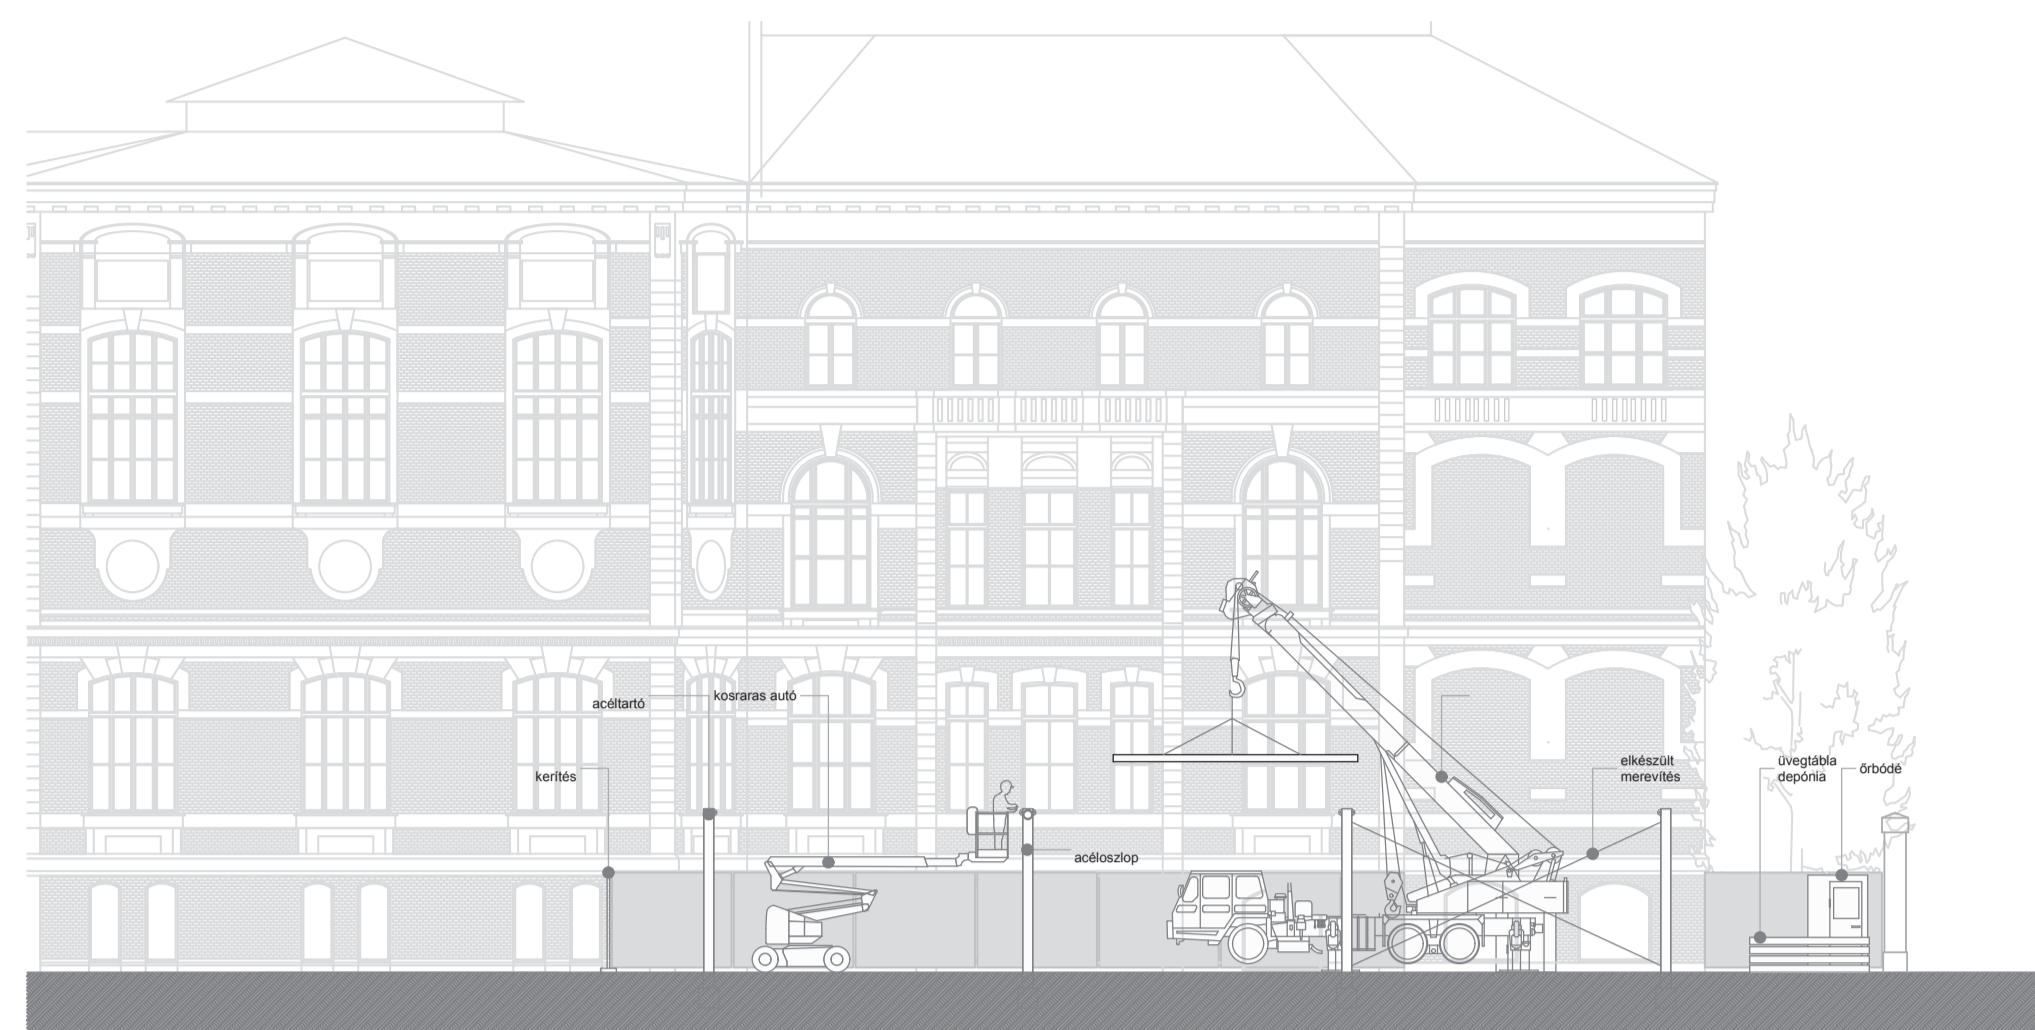 acéltartó
kosraras autó
kerítés
acéloszlop
elkészült
merevítés
üvegtábla
depónia
őrbódé